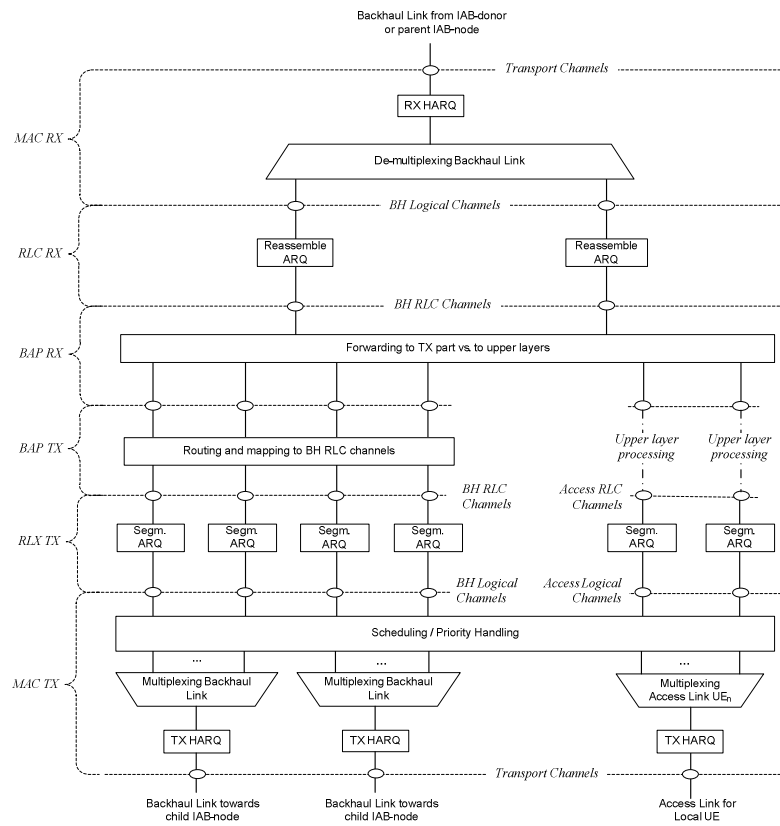 Backhaul Link from IAB-donor
or parent IAB-node
Transport Channels
RX HARQ
MAC RX
De-multiplexing Backhaul Link
BH Logical Channels
Reassemble
ARQ
Reassemble
ARQ
RLC RX
BH RLC Channels
Forwarding to TX part vs. to upper layers
BAP RX
BAP TX
Routing and mapping to BH RLC channels
Upper layer
processing
Upper layer
processing
BH RLC
Channels
Access RLC
Channels
RLX TX
Segm.
ARQ
Segm.
ARQ
Segm.
ARQ
Segm.
ARQ
Segm.
ARQ
Segm.
ARQ
BH Logical
Channels
Access Logical
Channels
Scheduling / Priority Handling
...
...
...
MAC TX
Multiplexing Backhaul
Link
Multiplexing Backhaul
Link
Multiplexing
Access Link UEn
TX HARQ
TX HARQ
TX HARQ
Transport Channels
Backhaul Link towards
child IAB-node
Backhaul Link towards
child IAB-node
Access Link for
Local UE